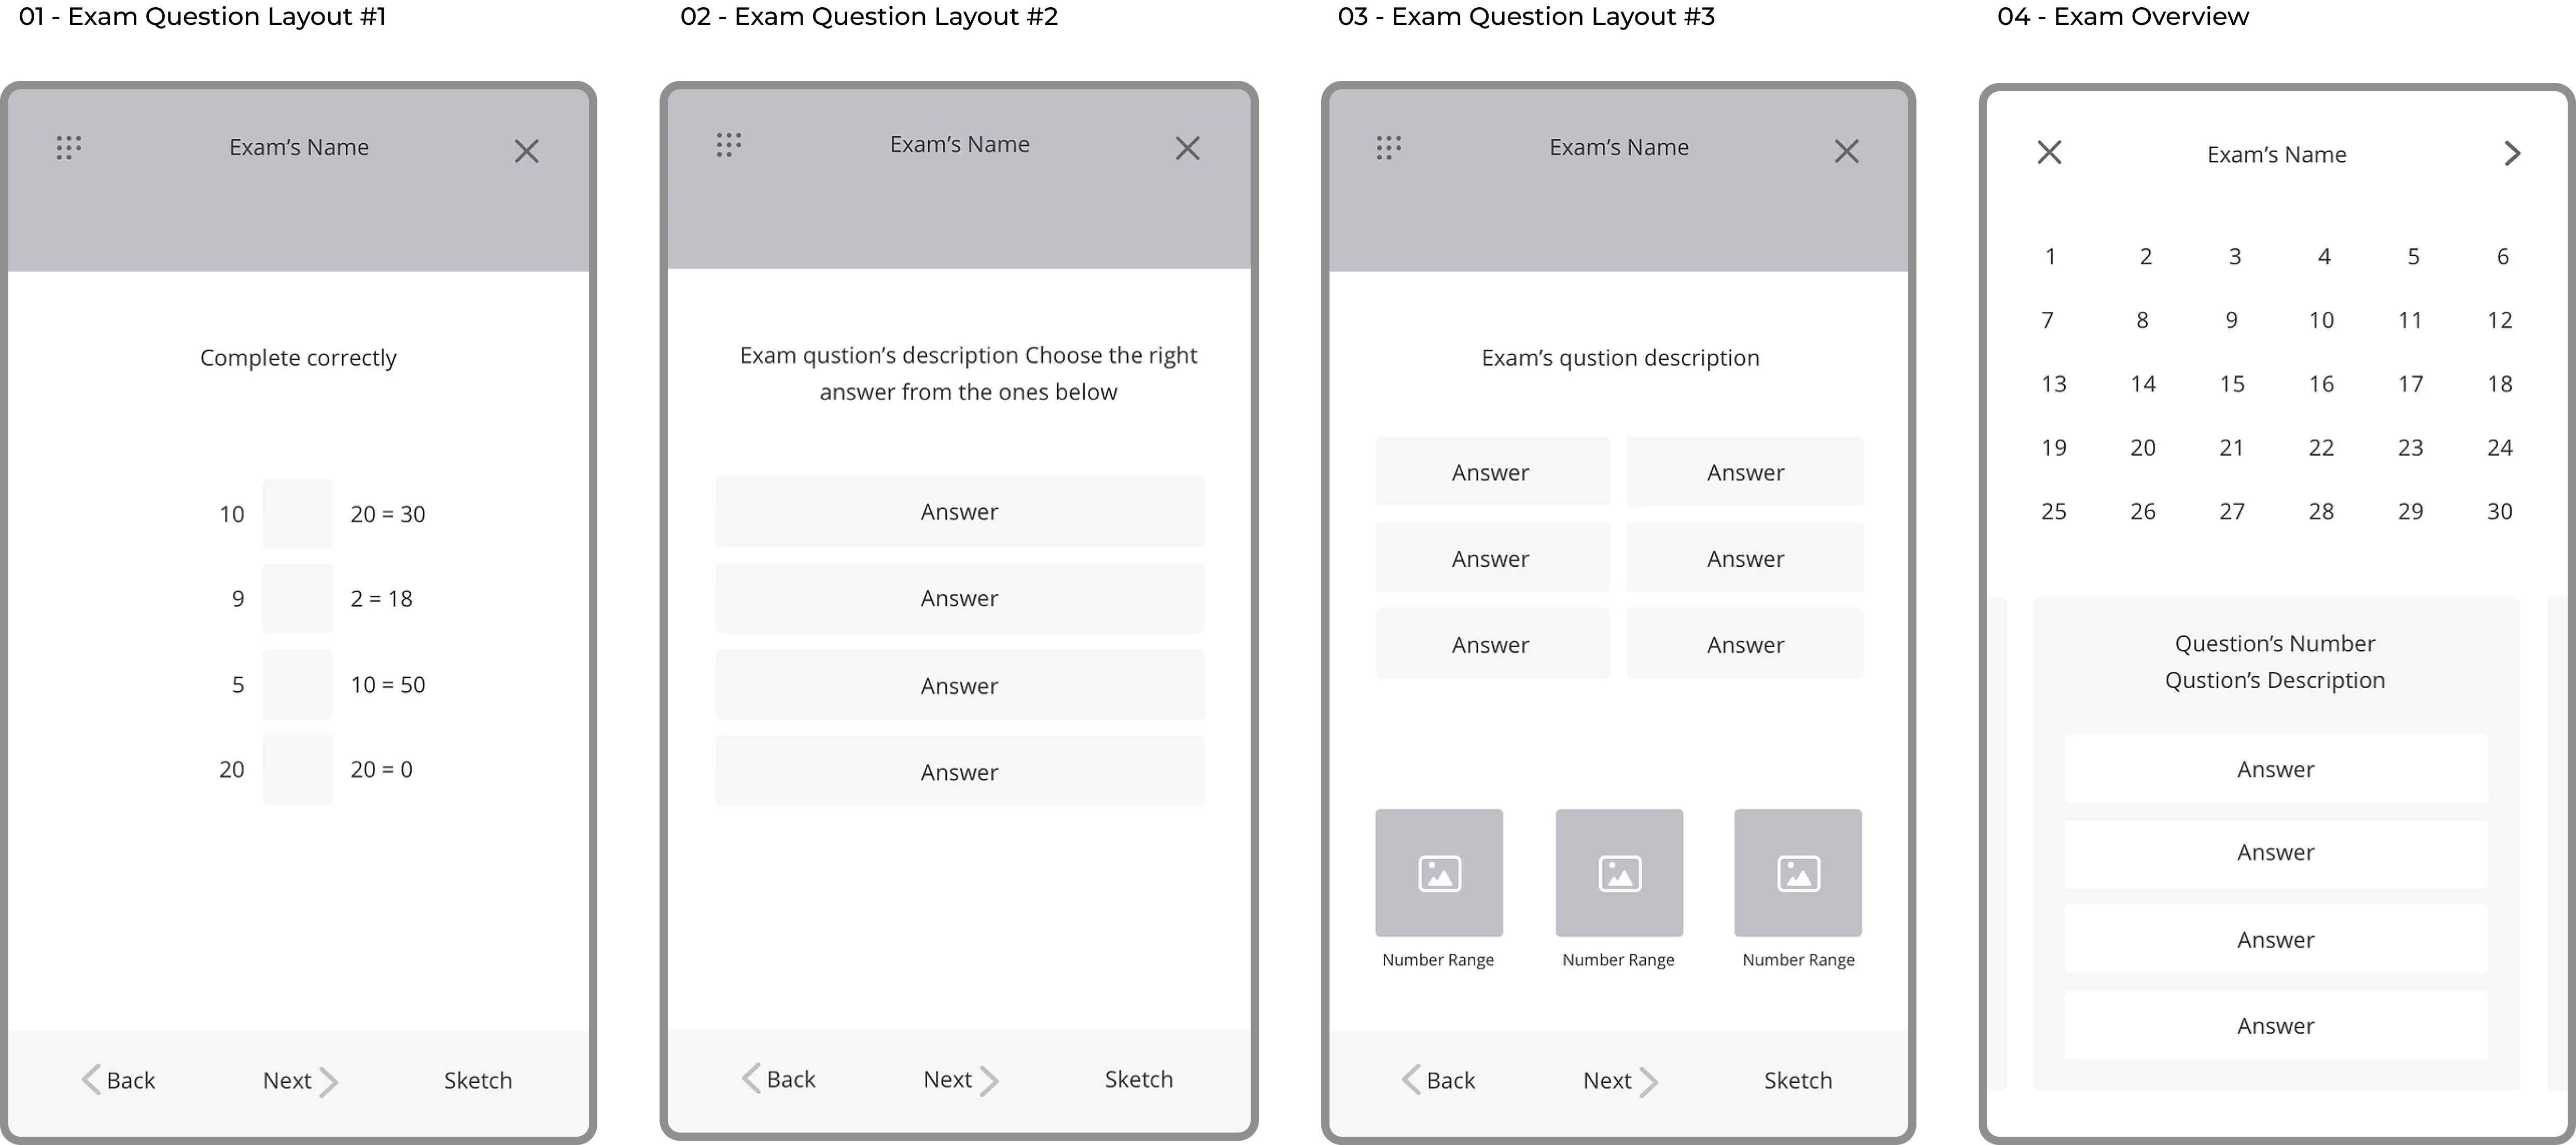 01 - Exam Question Layout #1
Exam’s Name
Complete correctly
10 20 = 30
9 2 = 18
5 10 = 50
20 20 = 0
Back Next Sketch
02 - Exam Question Layout #2
Exam’s Name
Exam qustion’s description Choose the right
answer from the ones below
Answer
Answer
Answer
Answer
Back Next Sketch
03 - Exam Question Layout #3
Exam’s Name
Exam’s qustion description
Answer Answer
Answer Answer
Answer Answer
Number Range Number Range Number Range
Back Next Sketch
04 - Exam Overview
Exam’s Name
1 2 3 4 5 6
7 8 9 10 11 12
13 14 15 16 17 18
19 20 21 22 23 24
25 26 27 28 29 30
Question’s Number
Qustion’s Description
Answer
Answer
Answer
Answer